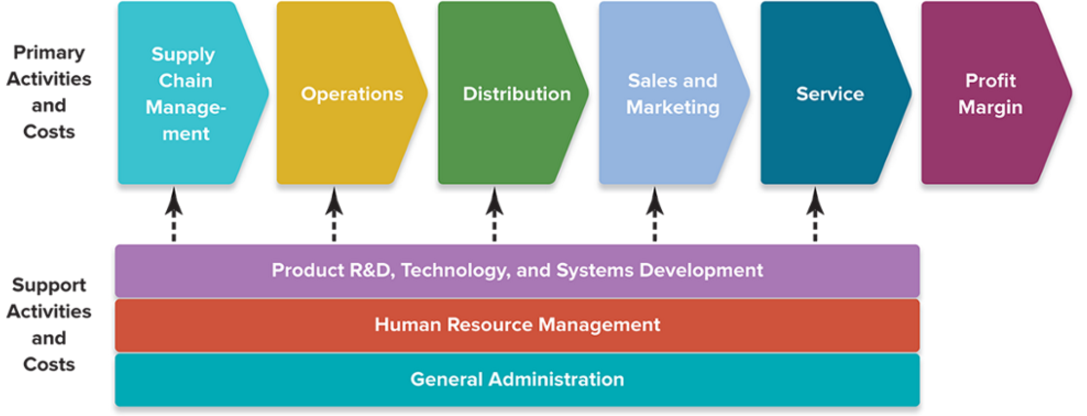 Primary
Activities
and
Costs
Supply
Chain
Manage-
ment
Operations
Distribution
Sales and
Marketing
Service
Profit
Margin
Support
Activities
and
Costs
Product R&D, Technology, and Systems Development
Human Resource Management
General Administration